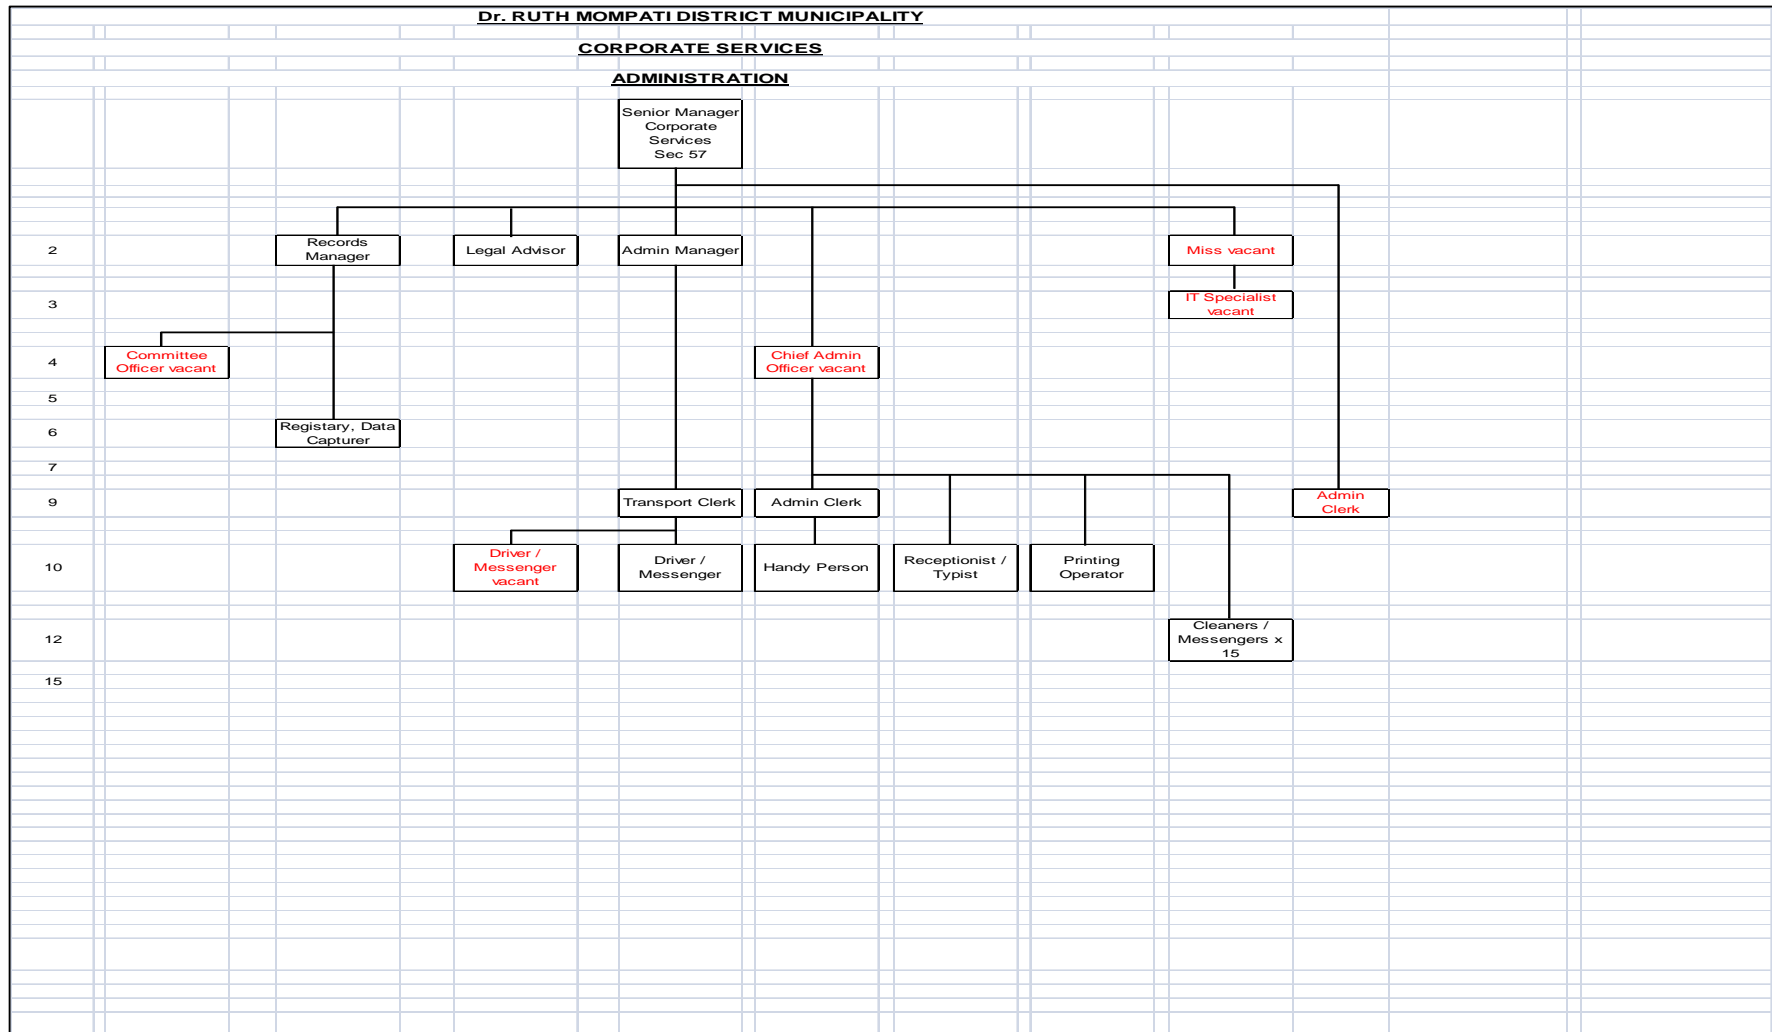 Dr. RUTH MOMPATI DISTRICT MUNICIPALITY
CORPORATE SERVICES
ADMINISTRATION
Senior Manager
Corporate
Services
Sec 57
2
Records
Manager
Legal Advisor
Admin Manager
Miss vacant
3
IT Specialist
vacant
4
Committee
Officer vacant
Chief Admin
Officer vacant
5
6
Registary, Data
Capturer
7
9
Transport Clerk
Admin Clerk
Admin
Clerk
10
Driver /
Messenger
vacant
Driver /
Messenger
Handy Person
Receptionist /
Typist
Printing
Operator
12
Cleaners /
Messengers x
15
15